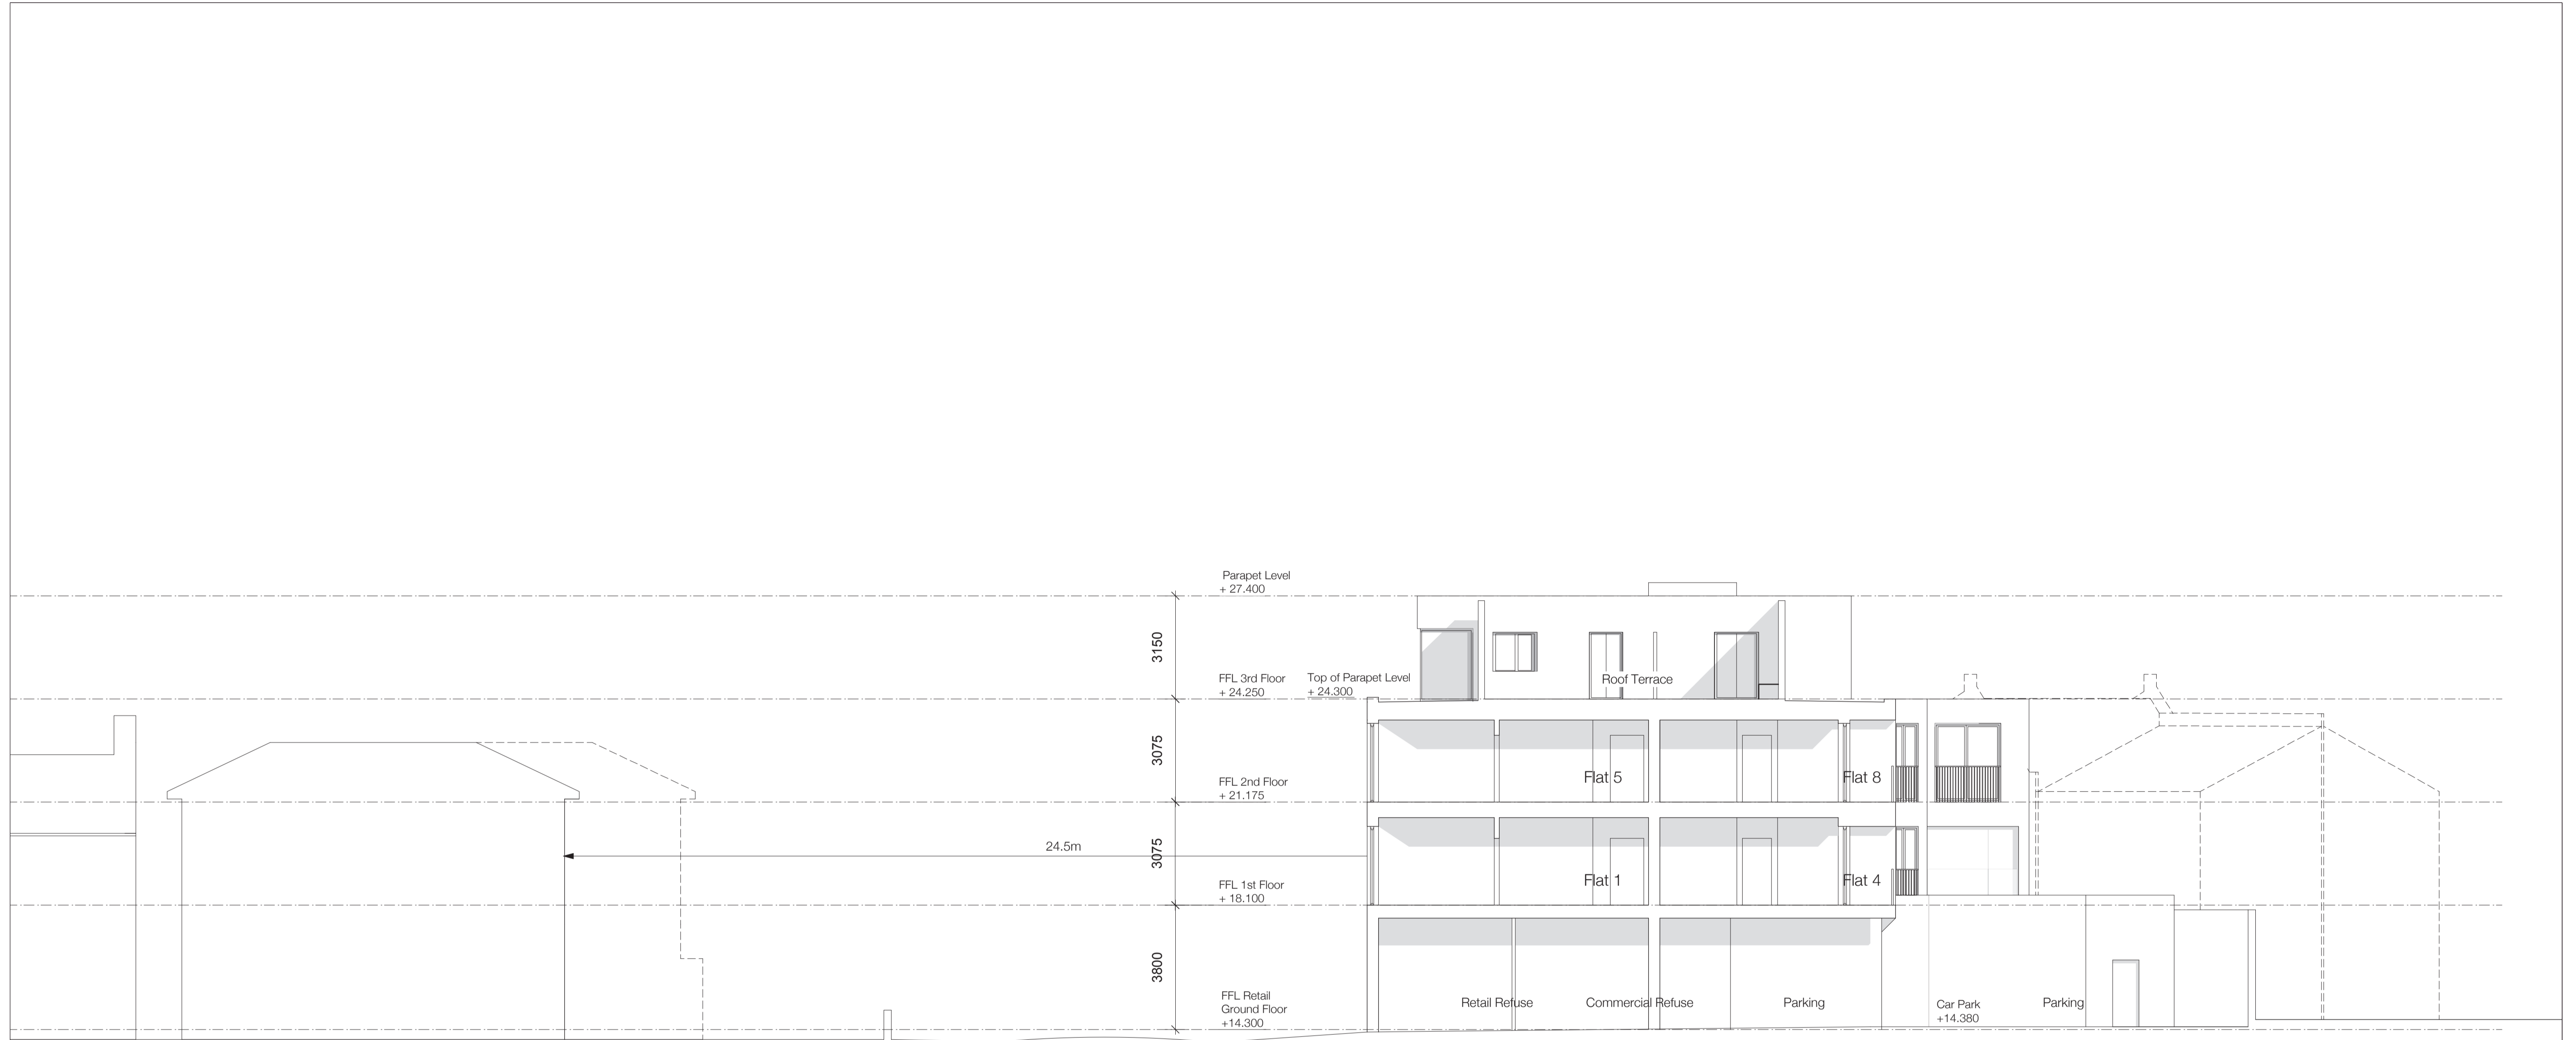 Parapet Level
+ 27.400
3150
FFL 3rd Floor
+ 24.250
Top of Parapet Level
+ 24.300
Roof Terrace
3075
FFL 2nd Floor
+ 21.175
Flat 5
Flat 8
24.5m
3075
FFL 1st Floor
+ 18.100
Flat 1
Flat 4
3800
FFL Retail
Ground Floor
+14.300
Retail Refuse
Commercial Refuse
Parking
Car Park
+14.380
Parking